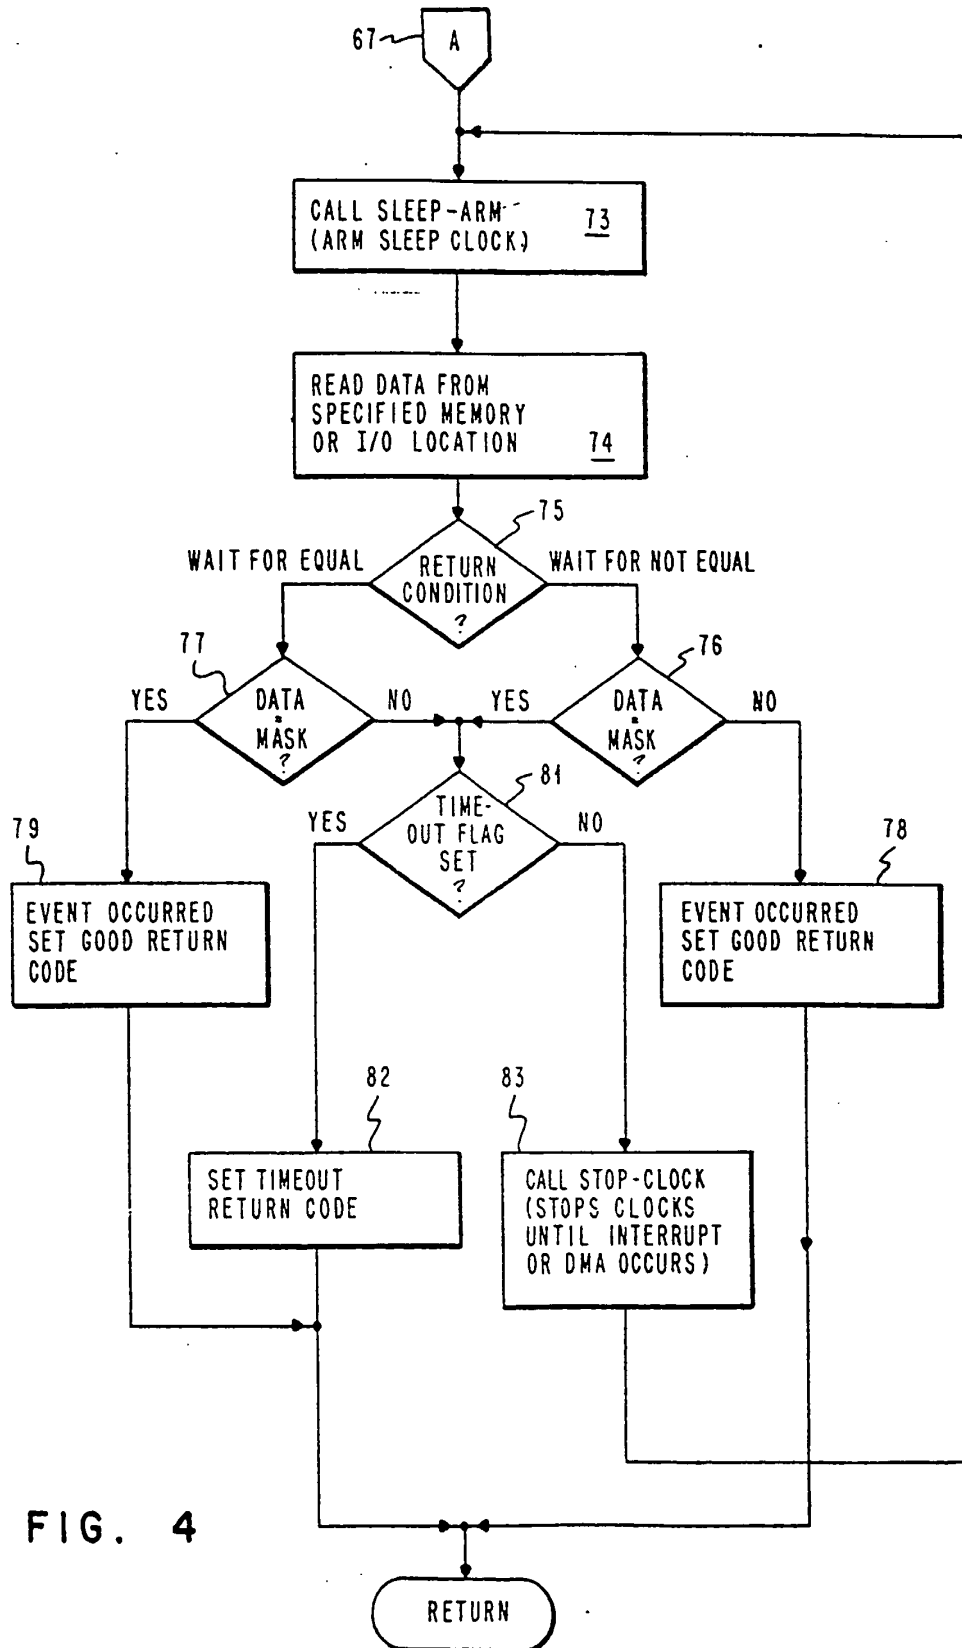 67
A
CALL SLEEP-ARM
(ARM SLEEP CLOCK)
73
READ DATA FROM
SPECIFIED MEMORY
OR I/O LOCATION
74
75
WAIT FOR EQUAL
RETURN
CONDITION
?
WAIT FOR NOT EQUAL
77
76
YES
DATA
=
MASK
?
NO
YES
DATA
=
MASK
?
NO
81
YES
TIME-
OUT FLAG
SET
?
NO
79
78
EVENT OCCURRED
SET GOOD RETURN
CODE
EVENT OCCURRED
SET GOOD RETURN
CODE
82
83
SET TIMEOUT
RETURN CODE
CALL STOP-CLOCK
(STOPS CLOCKS
UNTIL INTERRUPT
OR DMA OCCURS)
FIG. 4
RETURN